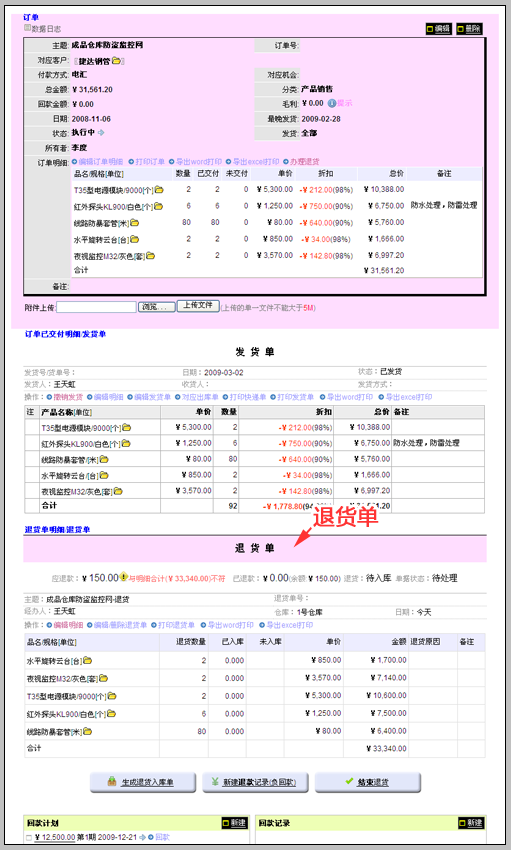 订单
数据日志 编辑 删除
主题: 成品仓库防盗监控网 订单号:
对应客户: [捷达钢管]
付款方式: 电汇 对应机会:
总金额: ¥ 31,561.20 分类: 产品销售
回款金额: ¥ 0.00 毛利: ¥ 0.00 提示
日期: 2008-11-06 最晚发货: 2009-02-28
状态: 执行中 发货: 全部
所有者: 李度
订单明细: 编辑订单明细 打印订单 导出word打印 导出excel打印 办理退货
品名/规格[单位] 数量 已交付 未交付 单价 折扣 总价 备注
T35型电源模块/9000[个] 2 2 0 ¥ 5,300.00 -¥ 212.00(98%) ¥ 10,388.00
红外探头KL900/白色[个] 6 6 0 ¥ 1,250.00 -¥ 750.00(90%) ¥ 6,750.00 防水处理，防雷处理
线路防暴套管[米] 80 80 0 ¥ 80.00 -¥ 640.00(90%) ¥ 5,760.00
水平旋转云台[台] 2 2 0 ¥ 850.00 -¥ 34.00(98%) ¥ 1,666.00
夜视监控M32/灰色[套] 2 2 0 ¥ 3,570.00 -¥ 142.80(98%) ¥ 6,997.20
合计 ¥ 31,561.20
备注:
附件上传: 浏览... 上传文件 (上传的单一文件不能大于5M)
订单已交付明细/发货单
发 货 单
发货号/货单号: 日期: 2009-03-02 状态: 已发货
发货人: 王天虹 收货人: 发货方式:
操作: 撤销发货 编辑明细 编辑发货单 对应出库单 打印快递单 打印发货单 导出word打印 导出excel打印
注 产品名称[单位] 单价 数量 折扣 总价 备注
T35型电源模块/9000[个] ¥ 5,300.00 2 -¥ 212.00(98%) ¥ 10,388.00
红外探头KL900/白色[个] ¥ 1,250.00 6 -¥ 750.00(90%) ¥ 6,750.00 防水处理，防雷处理
线路防暴套管/[米] ¥ 80.00 80 -¥ 640.00(90%) ¥ 5,760.00
水平旋转云台/[台] ¥ 850.00 2 -¥ 34.00(98%) ¥ 1,666.00
夜视监控M32/灰色[套] ¥ 3,570.00 2 -¥ 142.80(98%) ¥ 6,997.20
合计 92 -¥ 1,778.80
退货单
退货单明细/退货单
退 货 单
应退款: ¥ 150.00 与明细合计(¥ 33,340.00)不符 已退款: ¥ 0.00(余额: ¥ 150.00) 退货: 待入库 单据状态: 待处理
主题: 成品仓库防盗监控网-退货 退货单号:
经办人: 王天虹 仓库: 1号仓库 日期: 今天
操作: 编辑明细 编辑/删除退货单 打印退货单 导出word打印 导出excel打印
品名/规格[单位] 退货数量 已入库 未入库 单价 金额 退货原因 备注
水平旋转云台[台] 2 0.000 ¥ 850.00 ¥ 1,700.00
夜视监控M32/灰色[套] 2 0.000 ¥ 3,570.00 ¥ 7,140.00
T35型电源模块/9000[个] 2 0.000 ¥ 5,300.00 ¥ 10,600.00
红外探头KL900/白色[个] 6 0.000 ¥ 1,250.00 ¥ 7,500.00
线路防暴套管[米] 80 0.000 ¥ 80.00 ¥ 6,400.00
合计 ¥ 33,340.00
生成退货入库单 新建退款记录(负回款) 结束退货
回款计划 新建 回款记录 新建
¥ 12,500.00 第1期 2009-12-21 回款